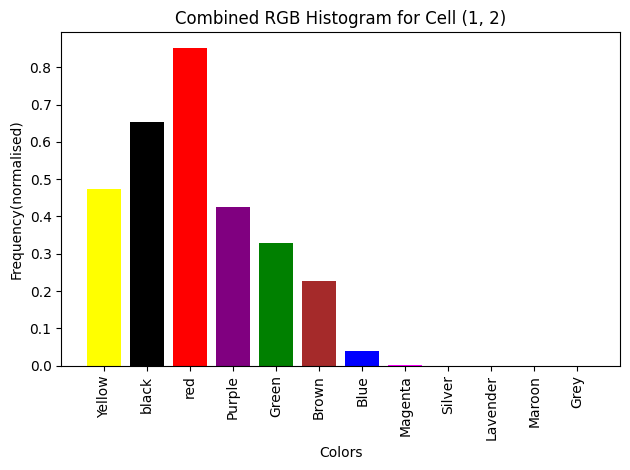 Combined RGB Histogram for Cell (1, 2)
Frequency(normalised)
0.8
0.7
0.6
0.5
0.4
0.3
0.2
0.1
0.0
Yellow
black
red
Purple
Green
Brown
Blue
Magenta
Silver
Lavender
Maroon
Grey
Colors